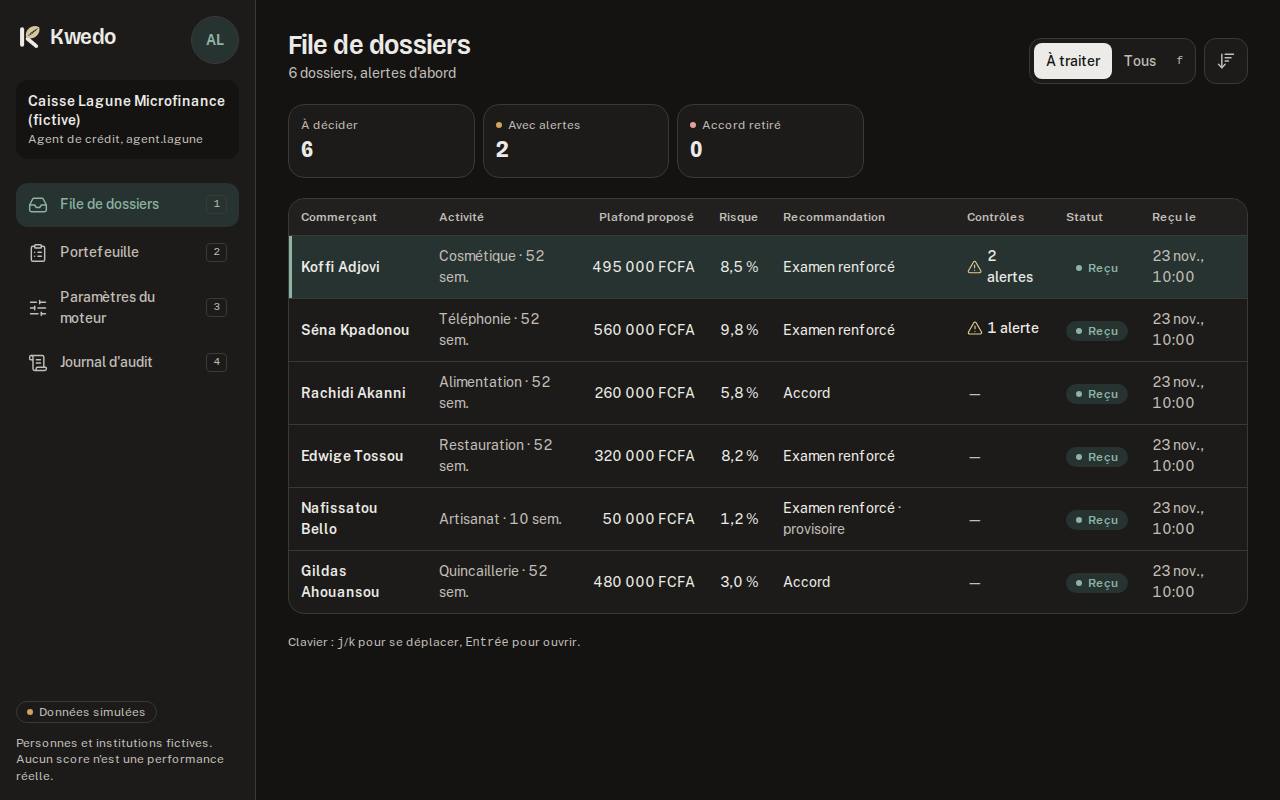 Kwedo
AL
Caisse Lagune Microfinance
(fictive)
Agent de crédit, agent.lagune
File de dossiers 1
Portefeuille 2
Paramètres du
moteur 3
Journal d'audit 4
Données simulées
Personnes et institutions fictives.
Aucun score n'est une performance
réelle.
File de dossiers
6 dossiers, alertes d'abord
À traiter Tous f
À décider
6
Avec alertes
2
Accord retiré
0
Commerçant Activité Plafond proposé Risque Recommandation Contrôles Statut Reçu le
Koffi Adjovi Cosmétique · 52 sem. 495 000 FCFA 8,5 % Examen renforcé 2 alertes Reçu 23 nov., 10:00
Séna Kpadonou Téléphonie · 52 sem. 560 000 FCFA 9,8 % Examen renforcé 1 alerte Reçu 23 nov., 10:00
Rachidi Akanni Alimentation · 52 sem. 260 000 FCFA 5,8 % Accord — Reçu 23 nov., 10:00
Edwige Tossou Restauration · 52 sem. 320 000 FCFA 8,2 % Examen renforcé — Reçu 23 nov., 10:00
Nafissatou Bello Artisanat · 10 sem. 50 000 FCFA 1,2 % Examen renforcé · provisoire — Reçu 23 nov., 10:00
Gildas Ahouansou Quincaillerie · 52 sem. 480 000 FCFA 3,0 % Accord — Reçu 23 nov., 10:00
Clavier : j/k pour se déplacer, Entrée pour ouvrir.